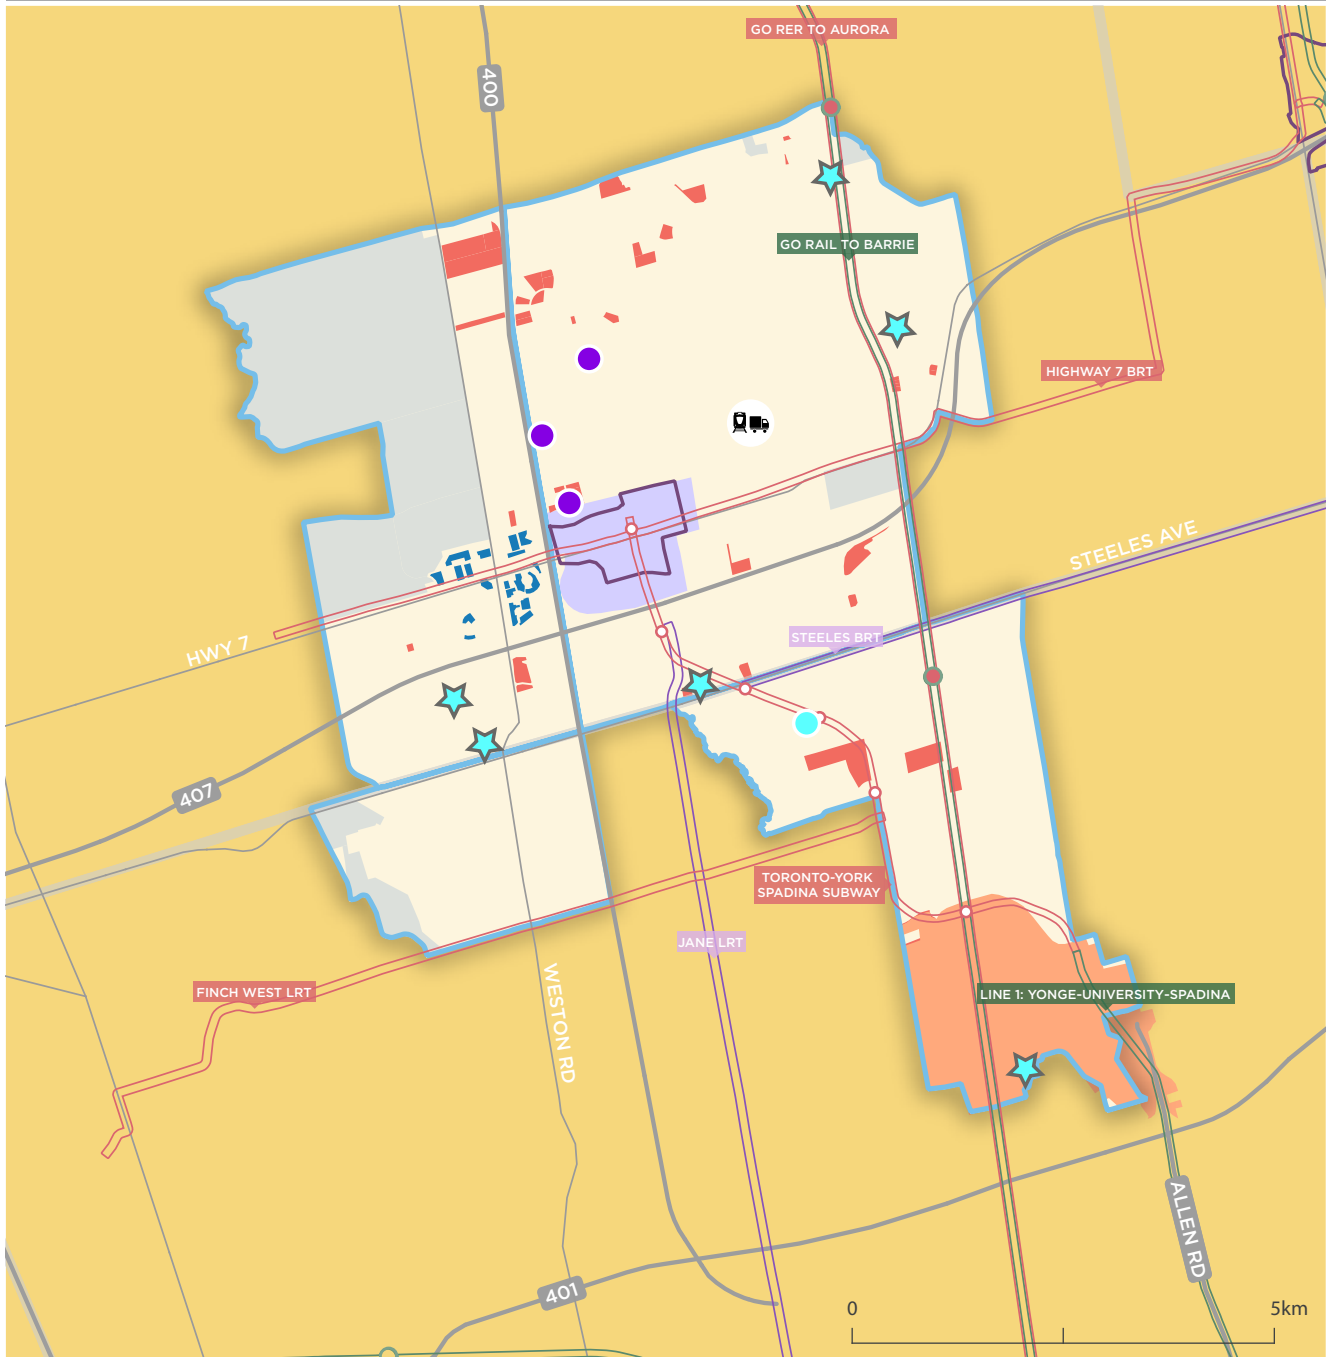 GO RER TO AURORA
400
GO RAIL TO BARRIE
HIGHWAY 7 BRT
STEELES AVE
HWY 7
STEELES BRT
407
TORONTO-YORK
SPADINA SUBWAY
JANE LRT
FINCH WEST LRT
WESTON RD
LINE 1: YONGE-UNIVERSITY-SPADINA
ALLEN RD
401
0
5km